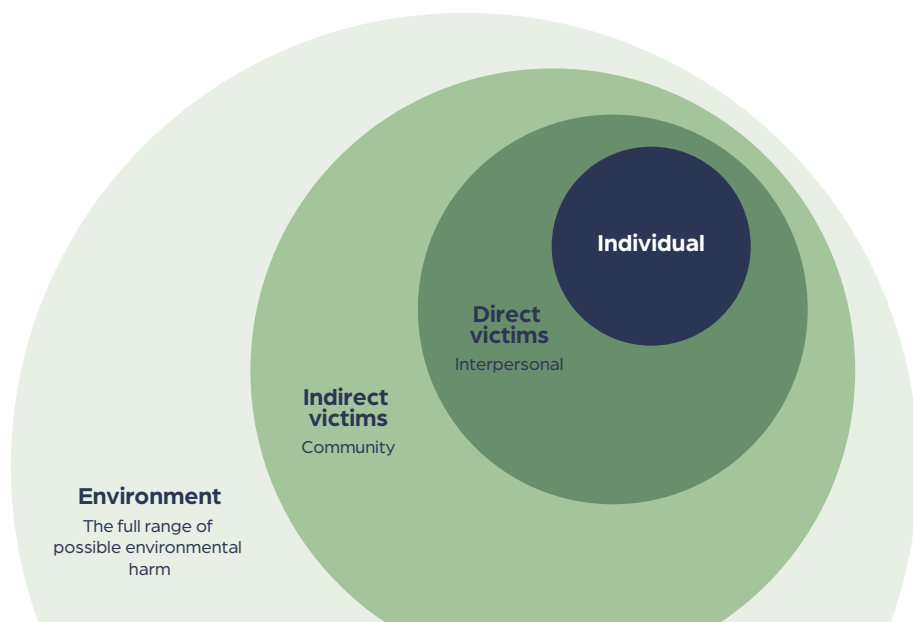 Individual
Direct
victims
Interpersonal
Indirect
victims
Community
Environment
The full range of
possible environmental
harm